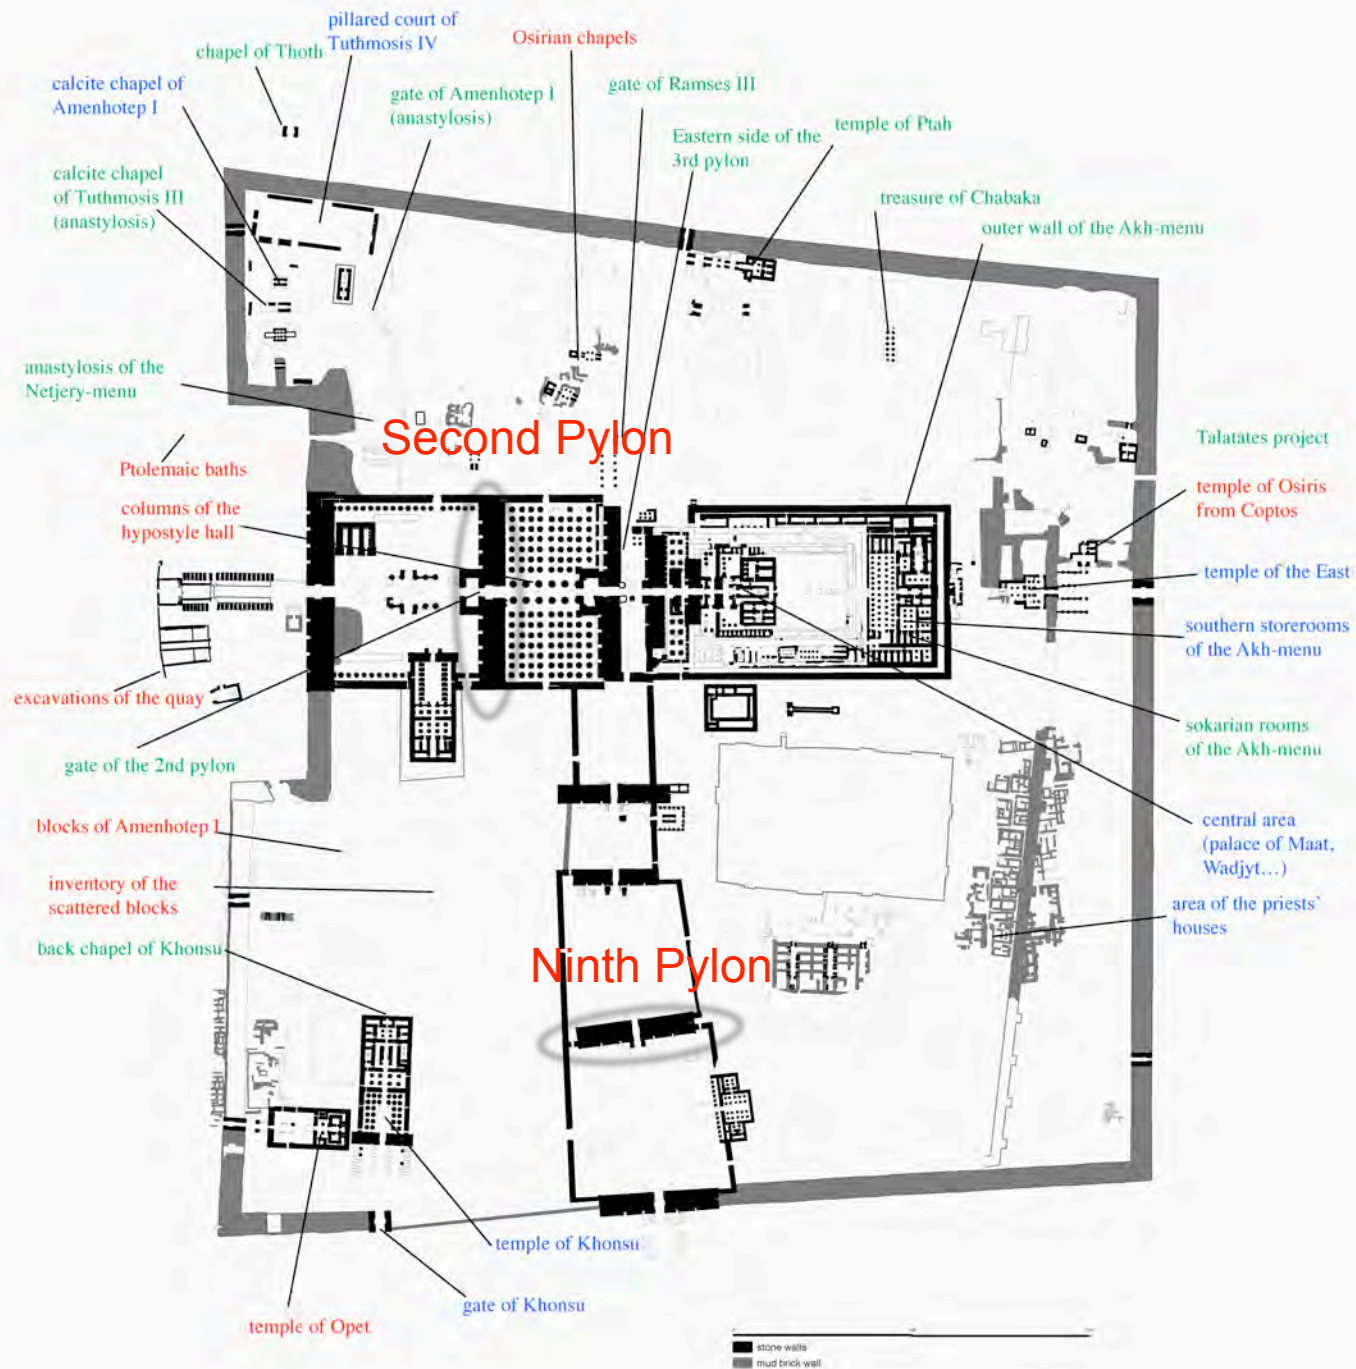 pillared court of
Tuthmosis IV
chapel of Thoth
Osirian chapels
calcite chapel of
Amenhotep I
gate of Amenhotep I
(anastylosis)
gate of Ramses III
Eastern side of the
3rd pylon
temple of Ptah
calcite chapel
of Tuthmosis III
(anastylosis)
treasure of Chabaka
outer wall of the Akh-menu
anastylosis of the
Netjery-menu
Second Pylon
Talatates project
Ptolemaic baths
temple of Osiris
from Coptos
columns of the
hypostyle hall
temple of the East
southern storerooms
of the Akh-menu
excavations of the quay
sokarian rooms
of the Akh-menu
gate of the 2nd pylon
blocks of Amenhotep I
central area
(palace of Maat,
Wadjyt…)
inventory of the
scattered blocks
area of the priests'
houses
back chapel of Khonsu
Ninth Pylon
temple of Khonsu
gate of Khonsu
temple of Opet
stone walls
mud brick wall